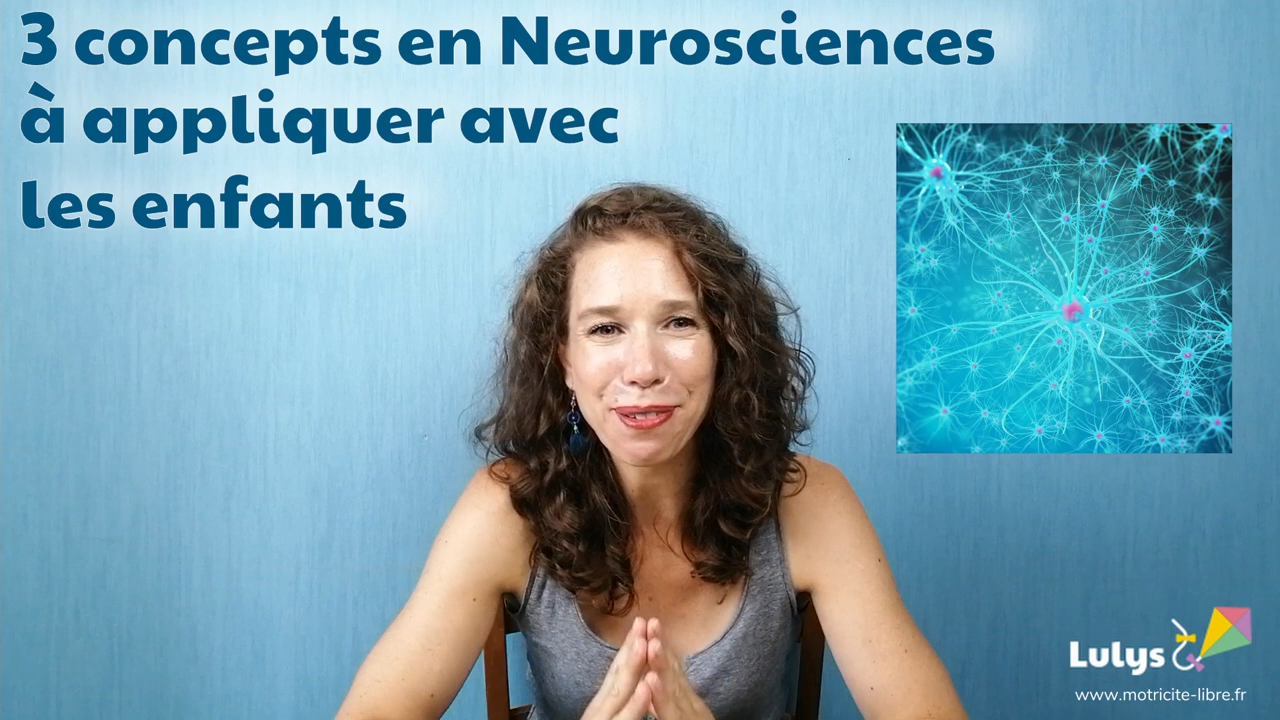 3 concepts en Neurosciences
à appliquer avec
les enfants
Lulys
www.motricite-libre.fr